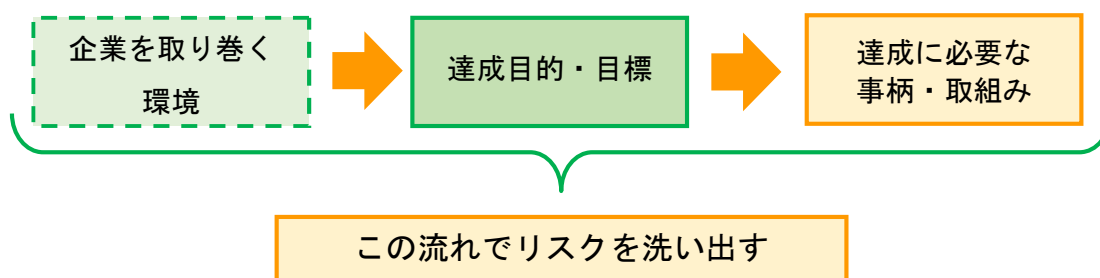 企業を取り巻く
環境
達成目的・目標
達成に必要な
事柄・取組み
この流れでリスクを洗い出す